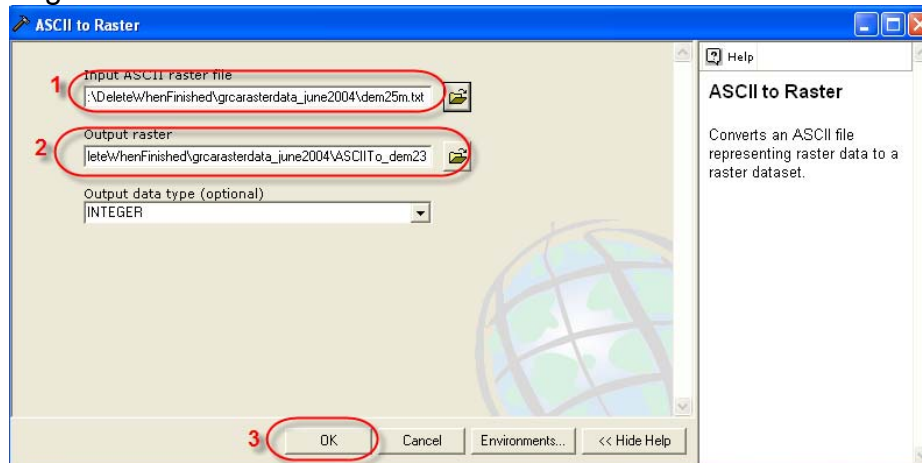 ASCII to Raster
1
Input ASCII raster file
:\DeleteWhenFinished\grcarasterdata_june2004\dem25m.txt
2
Output raster
leteWhenFinished\grcarasterdata_june2004\ASCIITo_dem23
Output data type (optional)
INTEGER
3
OK
Cancel
Environments...
<< Hide Help
Help
ASCII to Raster
Converts an ASCII file
representing raster data to a
raster dataset.